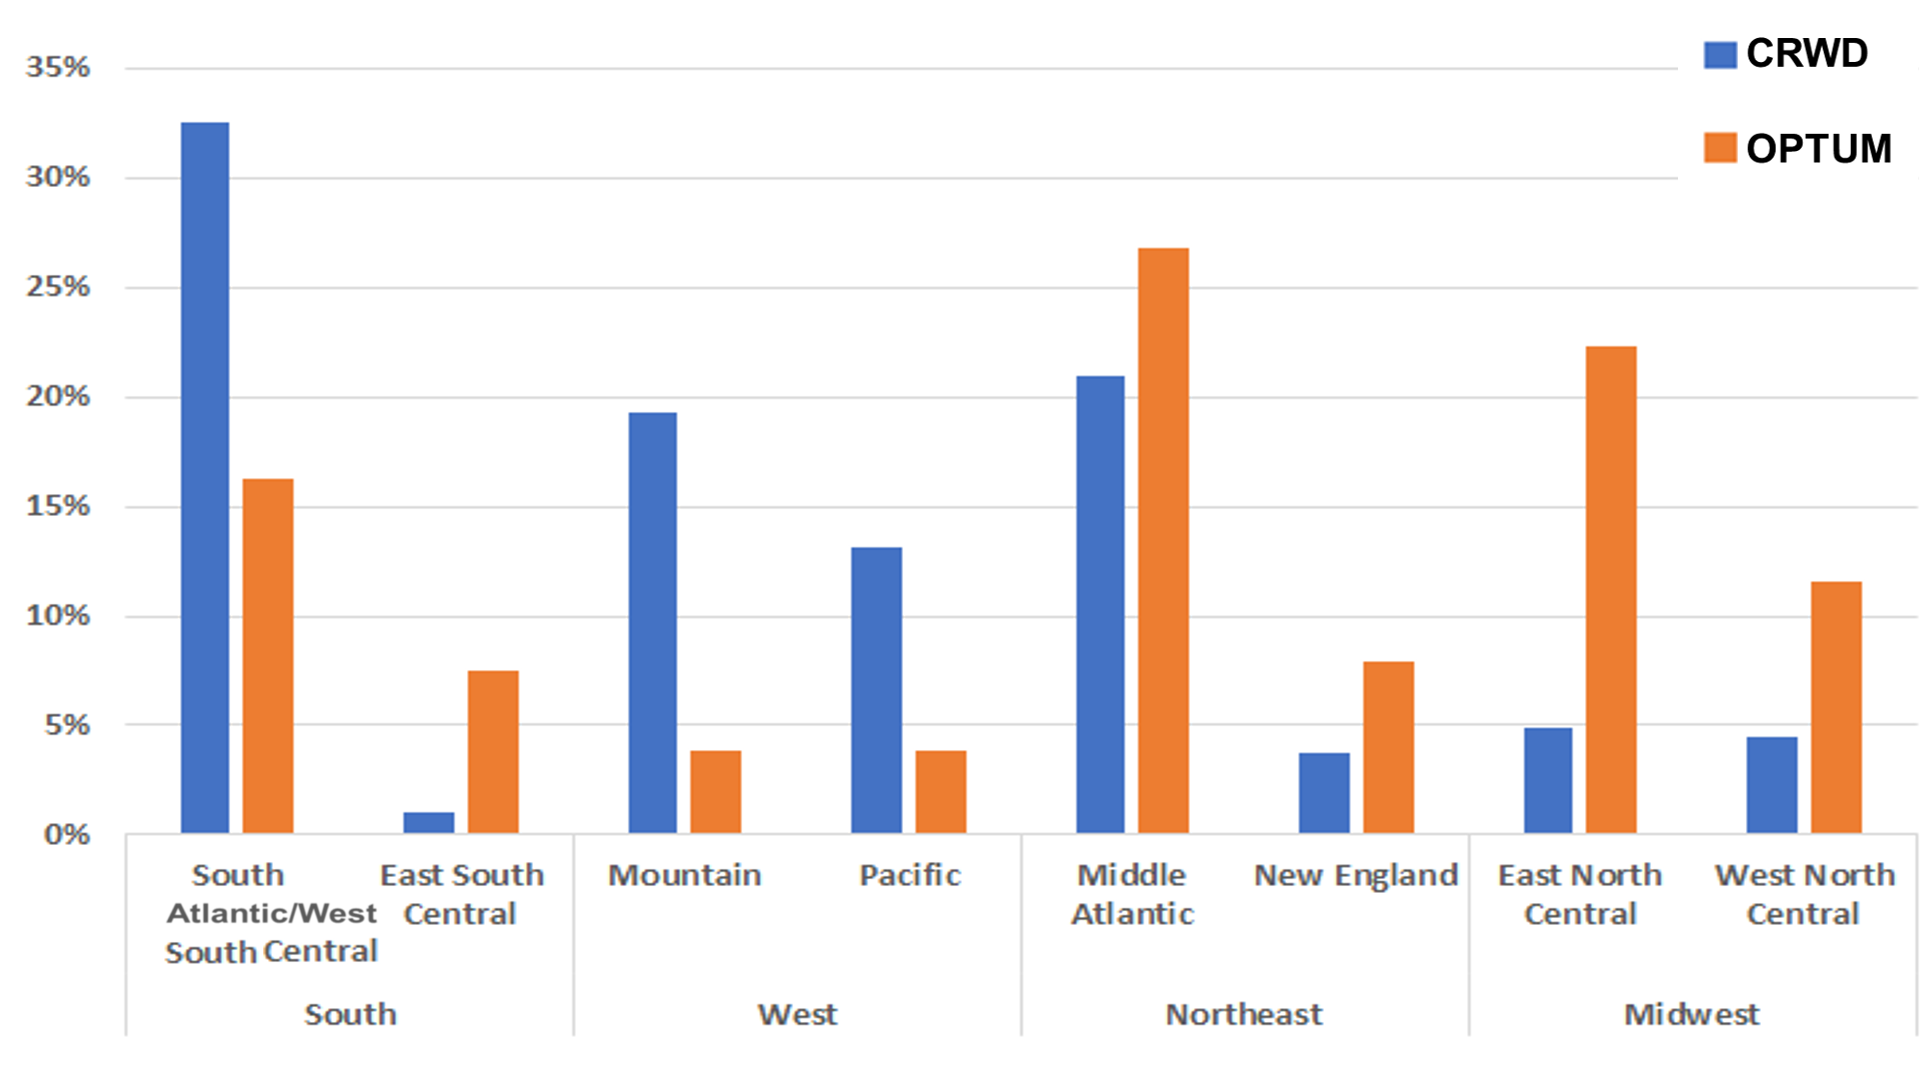 CRWD
OPTUM
35%
30%
25%
20%
15%
10%
5%
0%
South
Atlantic/West
South Central
East South
Central
Mountain
Pacific
Middle
Atlantic
New England
East North
Central
West North
Central
South
West
Northeast
Midwest